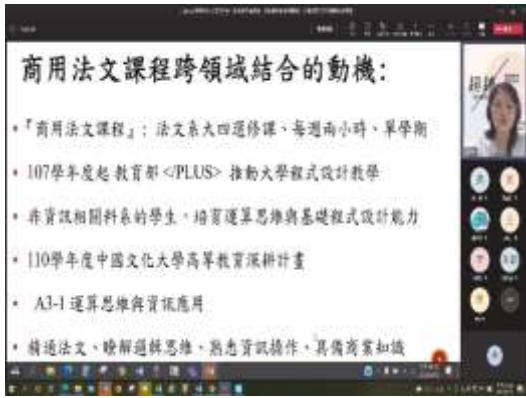 商用法文課程跨領域結合的動機:
• 『商用法文課程』: 法文系大四選修課、每週兩小時、單學期
• 107學年度起 教育部 </PLUS> 推動大學程式設計教學
• 非資訊相關科系的學生,培育運算思維與基礎程式設計能力
• 110學年度中國文化大學高等教育深耕計畫
• A3-1 運算思維與資訊應用
• 精通法文、瞭解邏輯思維、熟悉資訊操作、具備商業知識